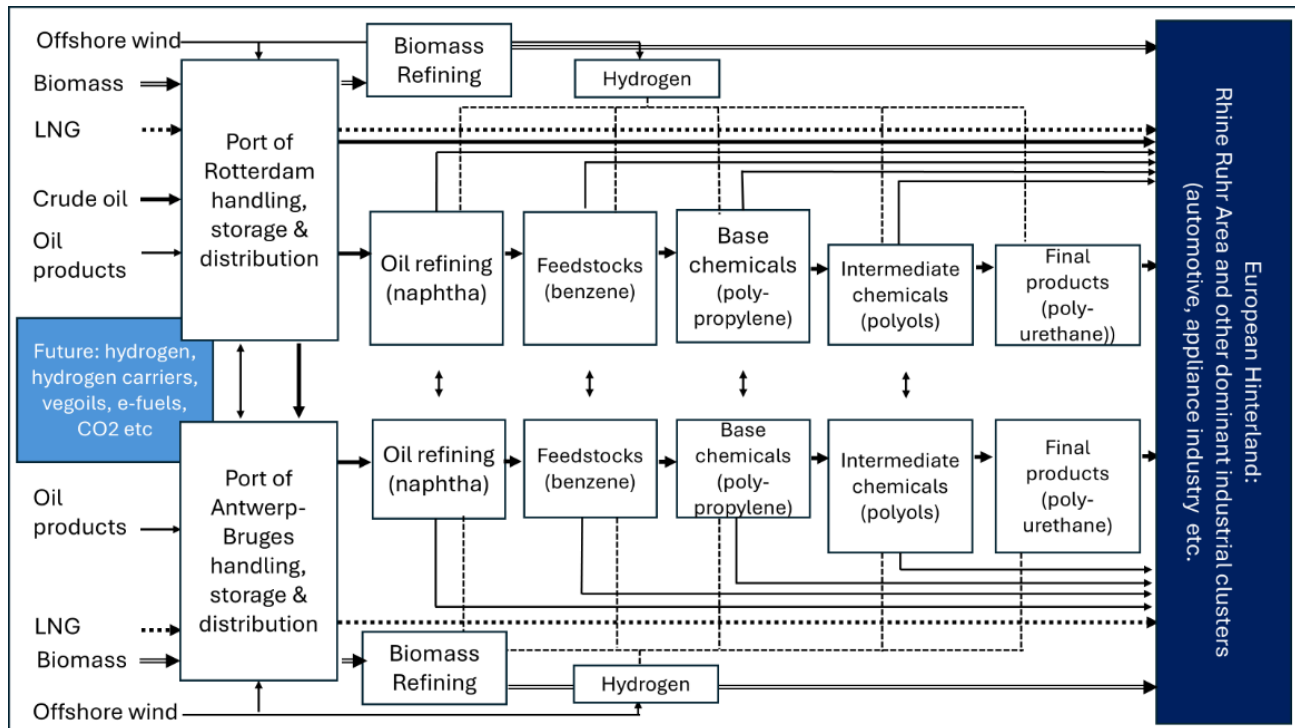 Offshore wind
Biomass
LNG
Crude oil
Oil
products
Port of
Rotterdam
handling,
storage &
distribution
Biomass
Refining
Hydrogen
Oil refining
(naphtha)
Feedstocks
(benzene)
Base
chemicals
(poly-
propylene)
Intermediate
chemicals
(polyols)
Final
products
(poly-
urethane))
Future: hydrogen,
hydrogen carriers,
vegoils, e-fuels,
CO2 etc
Oil
products
LNG
Biomass
Offshore wind
Port of
Antwerp-
Bruges
handling,
storage &
distribution
Oil refining
(naphtha)
Feedstocks
(benzene)
Base
chemicals
(poly-
propylene)
Intermediate
chemicals
(polyols)
Final
products
(poly-
urethane)
Biomass
Refining
Hydrogen
European Hinterland:
Rhine Ruhr Area and other dominant industrial clusters
(automotive, appliance industry etc.